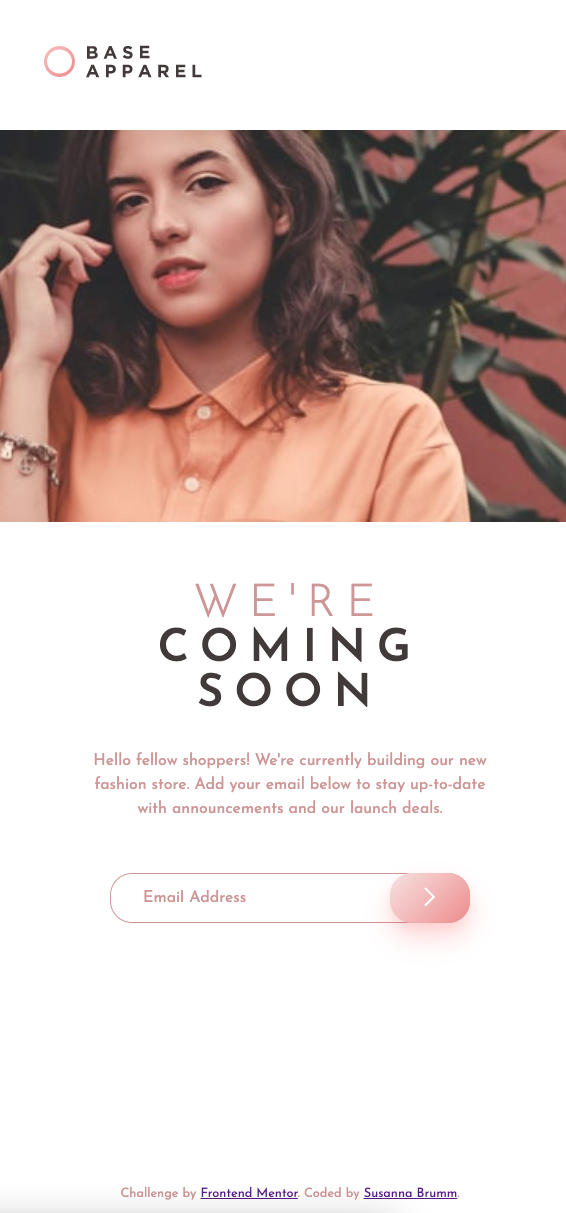 BASE
APPAREL
WE'RE
COMING
SOON
Hello fellow shoppers! We're currently building our new
fashion store. Add your email below to stay up-to-date
with announcements and our launch deals.
Email Address
Challenge by Frontend Mentor. Coded by Susanna Brumm.